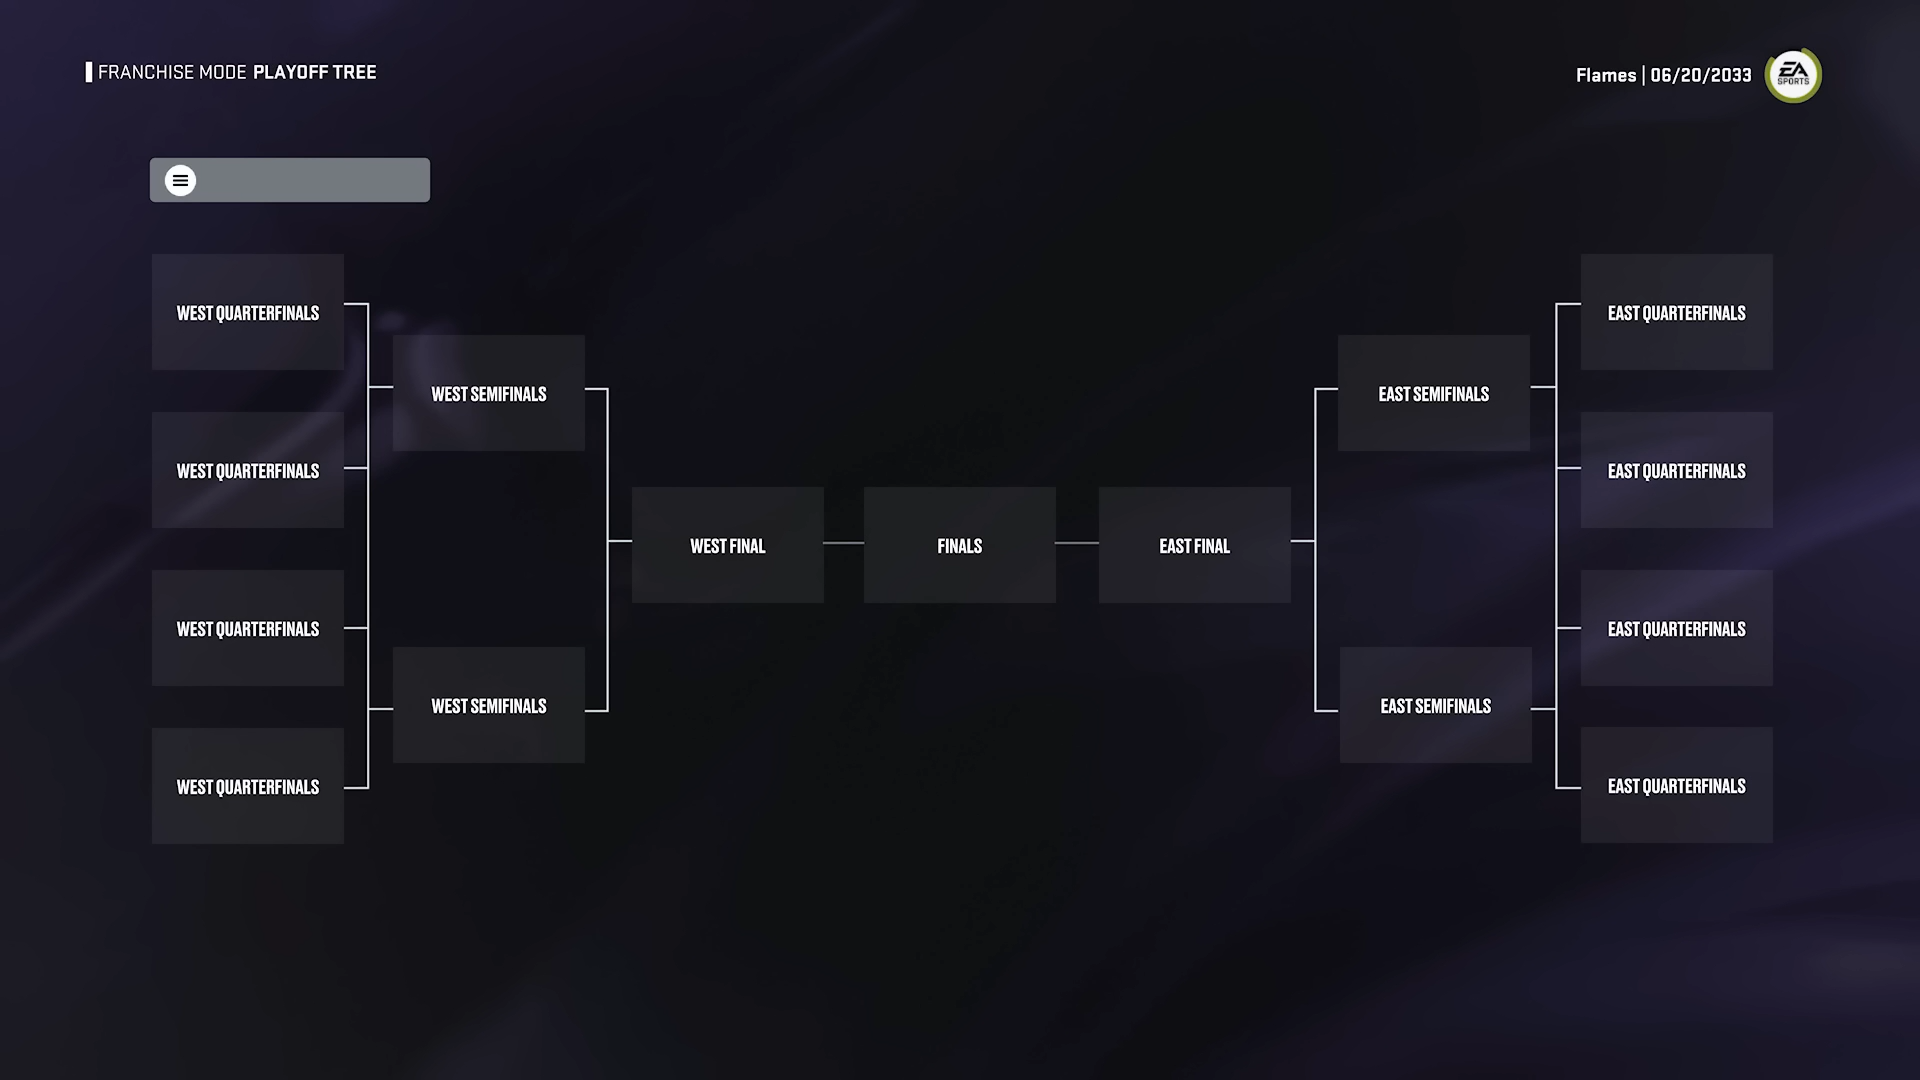 FRANCHISE MODE PLAYOFF TREE
Flames | 06/20/2033
EA SPORTS
WEST QUARTERFINALS
WEST QUARTERFINALS
WEST QUARTERFINALS
WEST QUARTERFINALS
WEST SEMIFINALS
WEST SEMIFINALS
WEST FINAL
FINALS
EAST FINAL
EAST SEMIFINALS
EAST SEMIFINALS
EAST QUARTERFINALS
EAST QUARTERFINALS
EAST QUARTERFINALS
EAST QUARTERFINALS